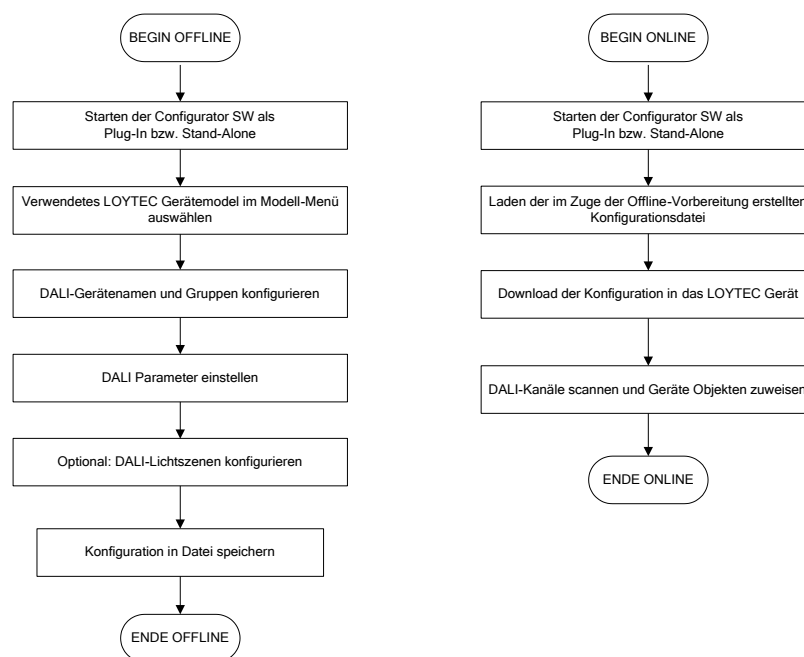 BEGIN OFFLINE
Starten der Configurator SW als
Plug-In bzw. Stand-Alone
Verwendetes LOYTEC Gerätemodel im Modell-Menü
auswählen
DALI-Gerätenamen und Gruppen konfigurieren
DALI Parameter einstellen
Optional: DALI-Lichtszenen konfigurieren
Konfiguration in Datei speichern
ENDE OFFLINE
BEGIN ONLINE
Starten der Configurator SW als
Plug-In bzw. Stand-Alone
Laden der im Zuge der Offline-Vorbereitung erstellten
Konfigurationsdatei
Download der Konfiguration in das LOYTEC Gerät
DALI-Kanäle scannen und Geräte Objekten zuweisen
ENDE ONLINE